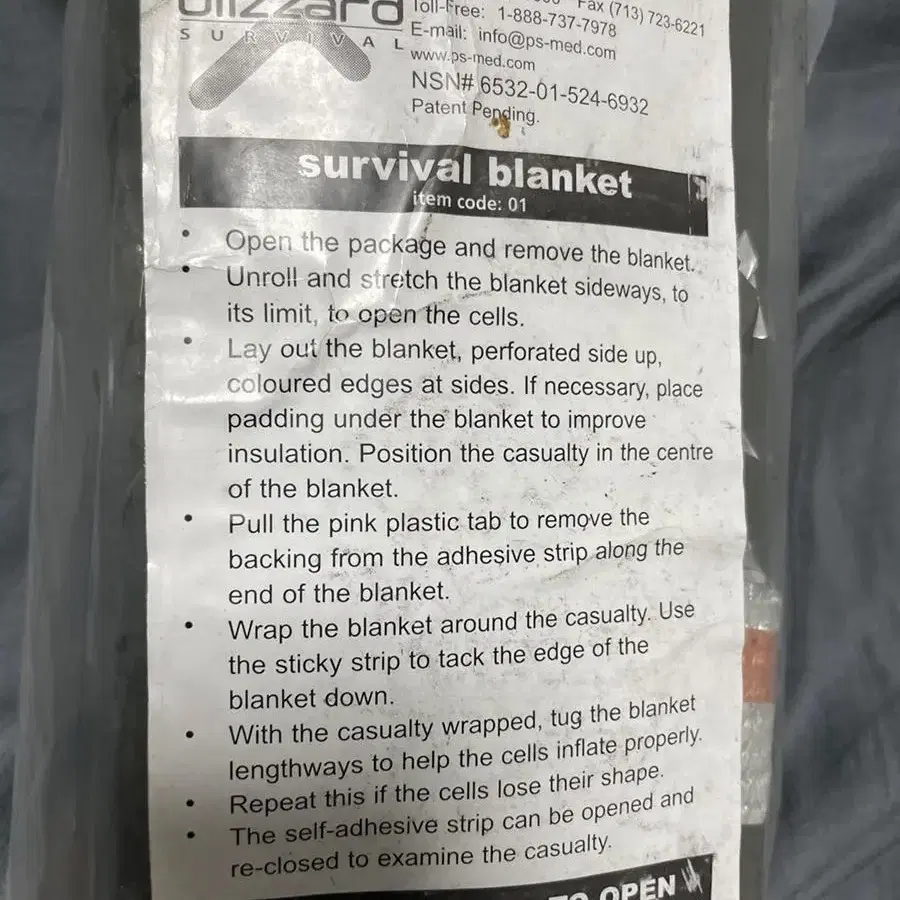 blizzard
SURVIVAL
Fax (713) 723-6221
Toll-Free: 1-888-737-7978
E-mail: info@ps-med.com
www.ps-med.com
NSN# 6532-01-524-6932
Patent Pending.
survival blanket
item code: 01
• Open the package and remove the blanket.
• Unroll and stretch the blanket sideways, to
its limit, to open the cells.
• Lay out the blanket, perforated side up,
coloured edges at sides. If necessary, place
padding under the blanket to improve
insulation. Position the casualty in the centre
of the blanket.
• Pull the pink plastic tab to remove the
backing from the adhesive strip along the
end of the blanket.
• Wrap the blanket around the casualty. Use
the sticky strip to tack the edge of the
blanket down.
• With the casualty wrapped, tug the blanket
lengthways to help the cells inflate properly.
• Repeat this if the cells lose their shape.
• The self-adhesive strip can be opened and
re-closed to examine the casualty.
TO OPEN